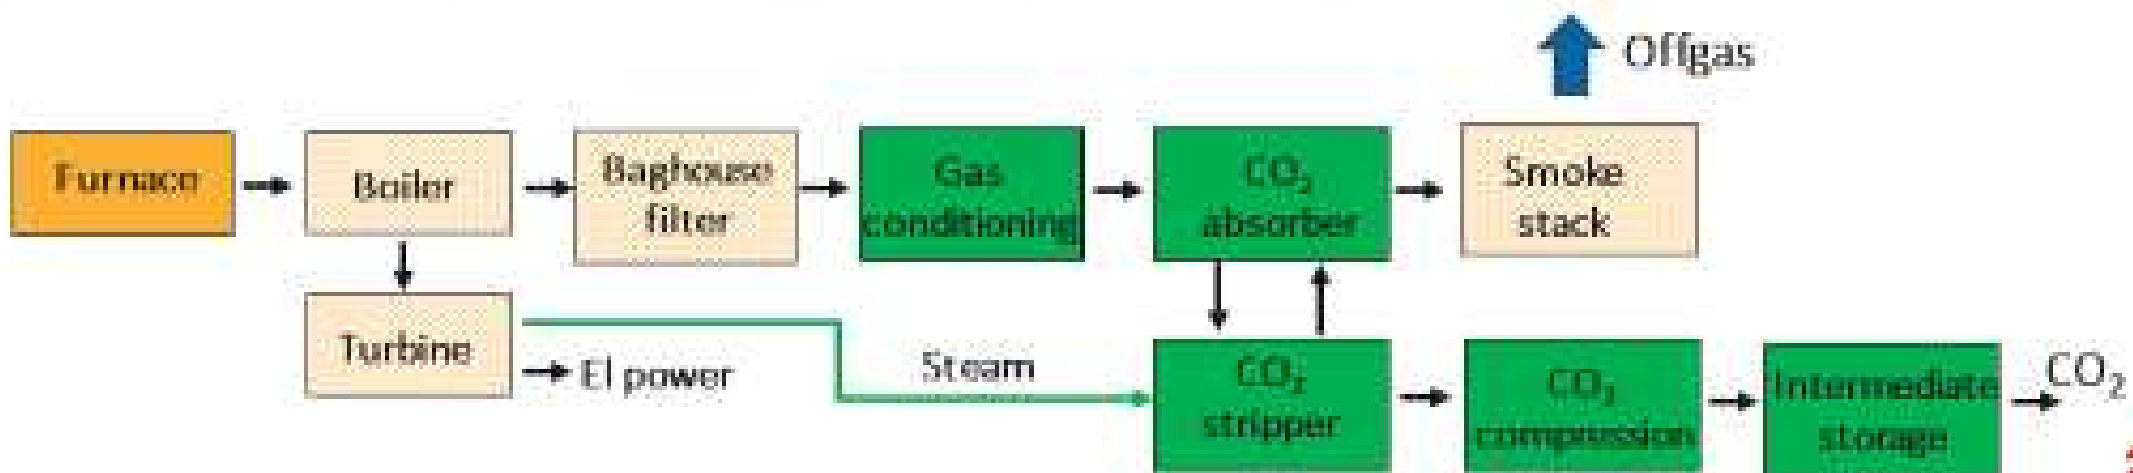 Offgas
Furnace
Boiler
Baghouse
filter
Gas
conditioning
CO₂
absorber
Smoke
stack
Turbine
El power
Steam
CO₂
stripper
CO₂
compression
Intermediate
storage
CO₂